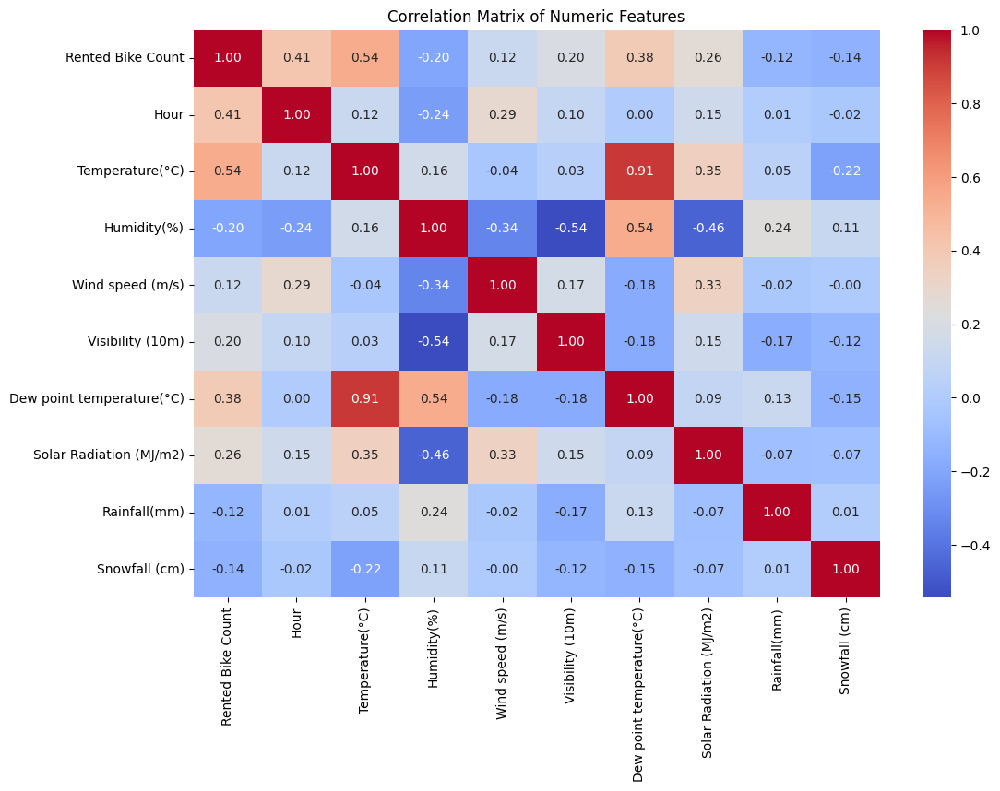 Correlation Matrix of Numeric Features
Rented Bike Count 1.00 0.41 0.54 -0.20 0.12 0.20 0.38 0.26 -0.12 -0.14
Hour 0.41 1.00 0.12 -0.24 0.29 0.10 0.00 0.15 0.01 -0.02
Temperature(°C) 0.54 0.12 1.00 0.16 -0.04 0.03 0.91 0.35 0.05 -0.22
Humidity(%) -0.20 -0.24 0.16 1.00 -0.34 -0.54 0.54 -0.46 0.24 0.11
Wind speed (m/s) 0.12 0.29 -0.04 -0.34 1.00 0.17 -0.18 0.33 -0.02 -0.00
Visibility (10m) 0.20 0.10 0.03 -0.54 0.17 1.00 -0.18 0.15 -0.17 -0.12
Dew point temperature(°C) 0.38 0.00 0.91 0.54 -0.18 -0.18 1.00 0.09 0.13 -0.15
Solar Radiation (MJ/m2) 0.26 0.15 0.35 -0.46 0.33 0.15 0.09 1.00 -0.07 -0.07
Rainfall(mm) -0.12 0.01 0.05 0.24 -0.02 -0.17 0.13 -0.07 1.00 0.01
Snowfall (cm) -0.14 -0.02 -0.22 0.11 -0.00 -0.12 -0.15 -0.07 0.01 1.00
Rented Bike Count
Hour
Temperature(°C)
Humidity(%)
Wind speed (m/s)
Visibility (10m)
Dew point temperature(°C)
Solar Radiation (MJ/m2)
Rainfall(mm)
Snowfall (cm)
1.0
0.8
0.6
0.4
0.2
0.0
−0.2
−0.4